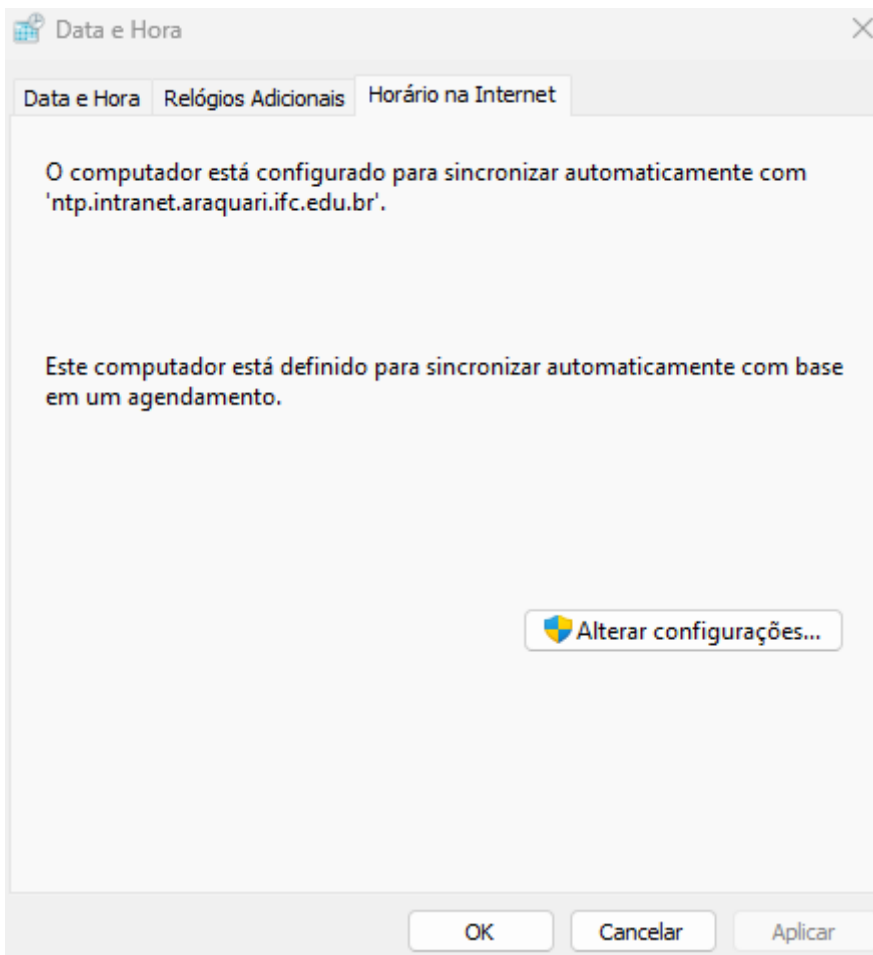 Data e Hora
Data e Hora
Relógios Adicionais
Horário na Internet
O computador está configurado para sincronizar automaticamente com
'ntp.intranet.araquari.ifc.edu.br'.
Este computador está definido para sincronizar automaticamente com base
em um agendamento.
Alterar configurações...
OK
Cancelar
Aplicar